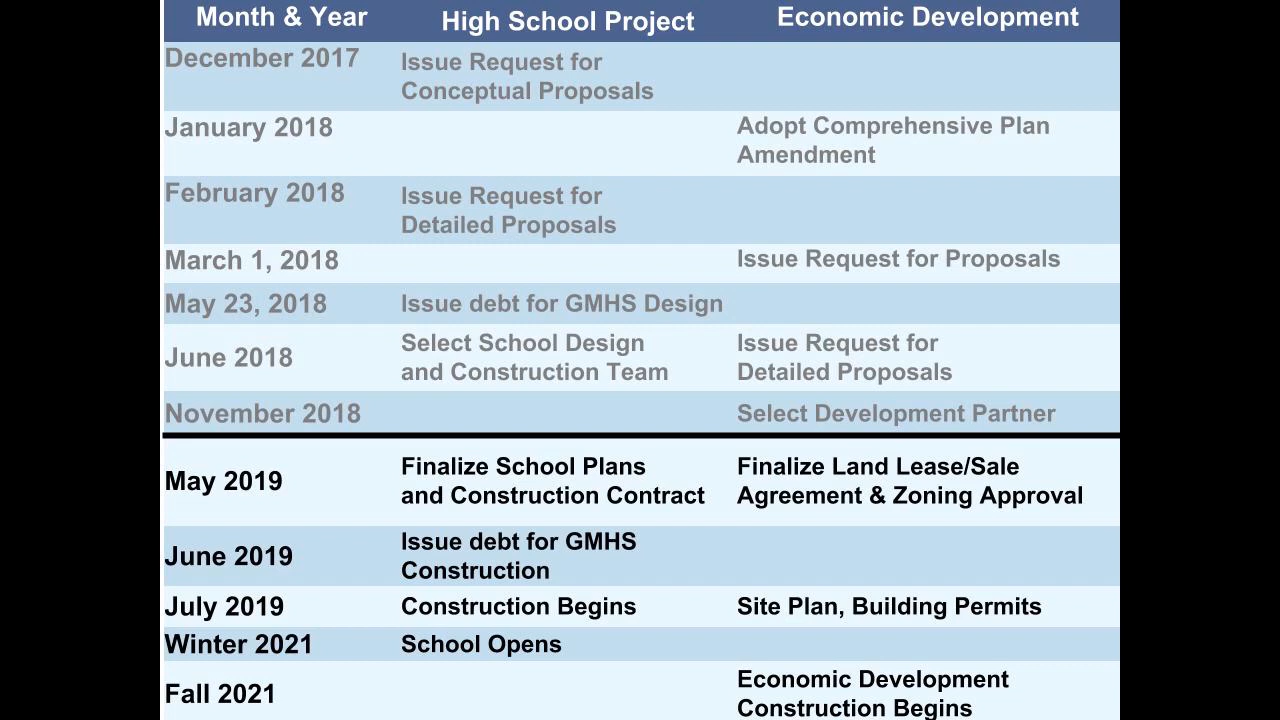 Month & Year High School Project Economic Development
December 2017 Issue Request for
Conceptual Proposals
January 2018 Adopt Comprehensive Plan
Amendment
February 2018 Issue Request for
Detailed Proposals
March 1, 2018 Issue Request for Proposals
May 23, 2018 Issue debt for GMHS Design
June 2018 Select School Design Issue Request for
and Construction Team Detailed Proposals
November 2018 Select Development Partner
May 2019 Finalize School Plans Finalize Land Lease/Sale
and Construction Contract Agreement & Zoning Approval
June 2019 Issue debt for GMHS
Construction
July 2019 Construction Begins Site Plan, Building Permits
Winter 2021 School Opens
Fall 2021 Economic Development
Construction Begins